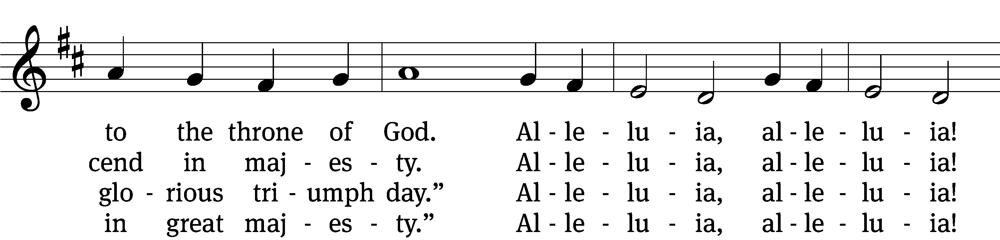 to the throne of God. Al - le - lu - ia, al - le - lu - ia!
cend in maj - es - ty. Al - le - lu - ia, al - le - lu - ia!
glo - rious tri - umph day.” Al - le - lu - ia, al - le - lu - ia!
in great maj - es - ty.” Al - le - lu - ia, al - le - lu - ia!